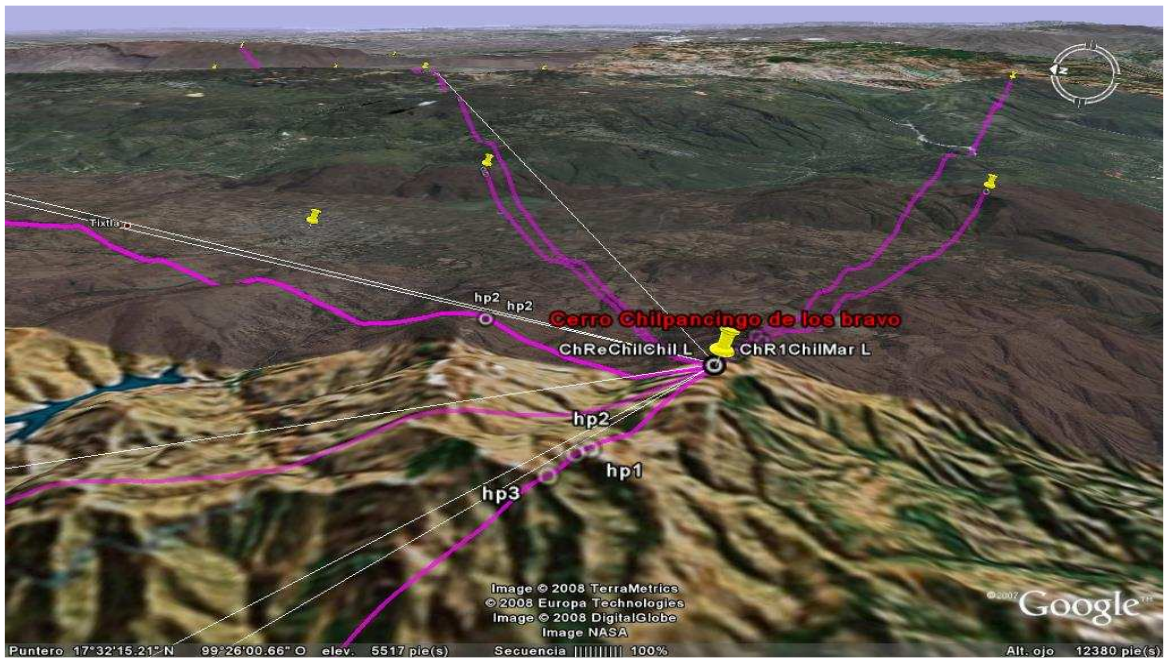 z
Tixtla
hp2 hp2
Cerro Chilpancingo de los bravo
ChReChilChil L ChR1ChilMar L
hp2
hp1
hp3
Image © 2008 TerraMetrics
© 2008 Europa Technologies
Image © 2008 DigitalGlobe
Image NASA
©2007 Google™
Puntero 17°32'15.21" N 99°26'00.66" O elev. 5517 pie(s) Secuencia |||||||||| 100% Alt. ojo 12380 pie(s)